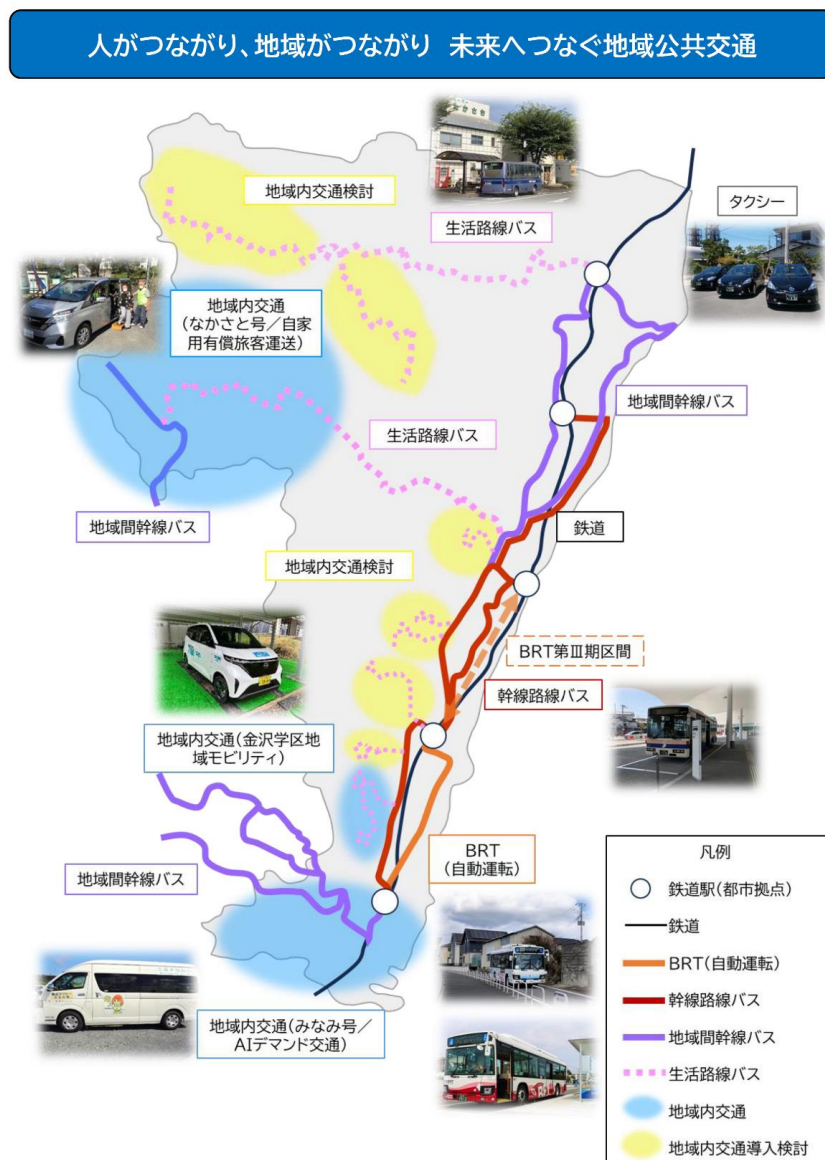 人がつながり、地域がつながり 未来へつなぐ地域公共交通
地域内交通検討
生活路線バス
タクシー
地域内交通
(なかさと号／自家
用有償旅客運送)
地域間幹線バス
生活路線バス
地域間幹線バス
鉄道
地域内交通検討
BRT第Ⅲ期区間
幹線路線バス
地域内交通(金沢学区地
域モビリティ)
地域間幹線バス
BRT
(自動運転)
地域内交通(みなみ号／
AIデマンド交通)
凡例
鉄道駅(都市拠点)
鉄道
BRT(自動運転)
幹線路線バス
地域間幹線バス
生活路線バス
地域内交通
地域内交通導入検討